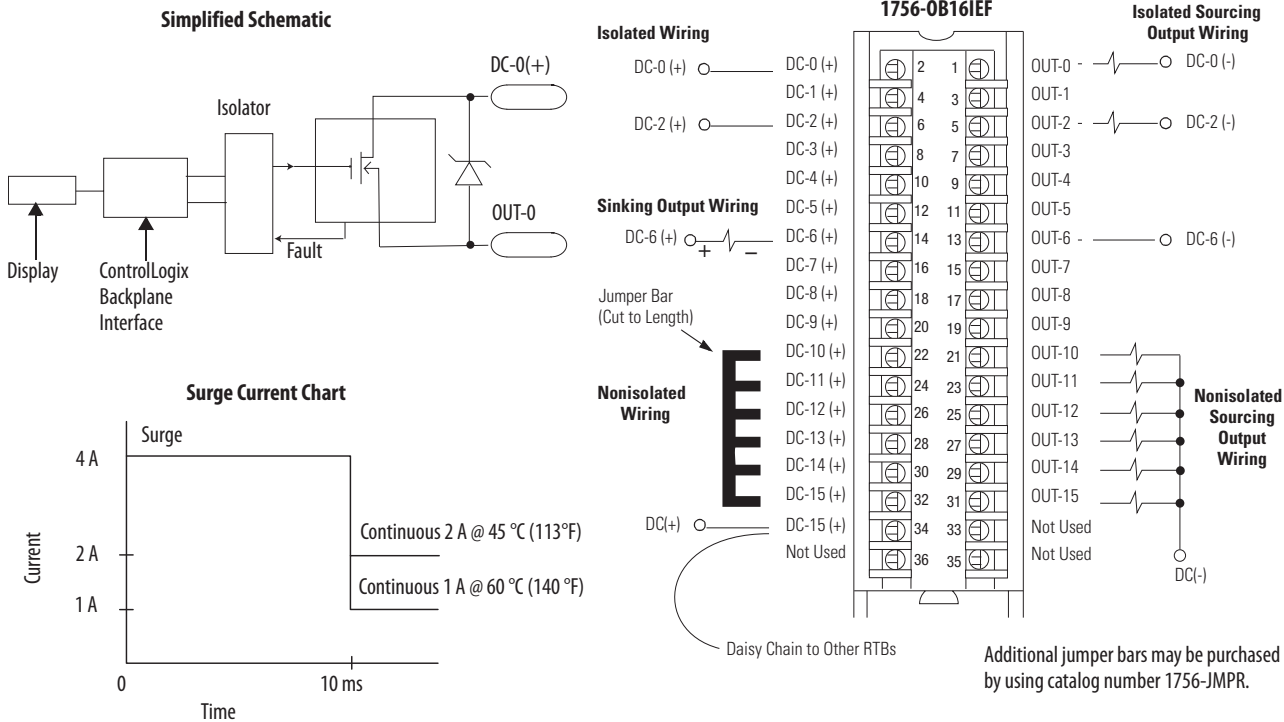 Simplified Schematic
DC-0(+)
Isolator
OUT-0
Fault
Display
ControlLogix
Backplane
Interface
Surge Current Chart
Surge
4 A
Continuous 2 A @ 45 °C (113°F)
2 A
Continuous 1 A @ 60 °C (140 °F)
1 A
Current
0
10 ms
Time
1756-OB16IEF
Isolated Wiring
Isolated Sourcing
Output Wiring
DC-0 (+)
DC-0 (+)
2
1
OUT-0
DC-0 (-)
DC-1 (+)
4
3
OUT-1
DC-2 (+)
DC-2 (+)
6
5
OUT-2
DC-2 (-)
DC-3 (+)
8
7
OUT-3
DC-4 (+)
10
9
OUT-4
Sinking Output Wiring
DC-5 (+)
12
11
OUT-5
DC-6 (+)
+
–
DC-6 (+)
14
13
OUT-6
DC-6 (-)
DC-7 (+)
16
15
OUT-7
Jumper Bar
(Cut to Length)
DC-8 (+)
18
17
OUT-8
DC-9 (+)
20
19
OUT-9
DC-10 (+)
22
21
OUT-10
Nonisolated
Wiring
DC-11 (+)
24
23
OUT-11
DC-12 (+)
26
25
OUT-12
DC-13 (+)
28
27
OUT-13
DC-14 (+)
30
29
OUT-14
DC-15 (+)
32
31
OUT-15
Nonisolated
Sourcing
Output
Wiring
DC(+)
DC-15 (+)
34
33
Not Used
Not Used
36
35
Not Used
DC(-)
Daisy Chain to Other RTBs
Additional jumper bars may be purchased
by using catalog number 1756-JMPR.